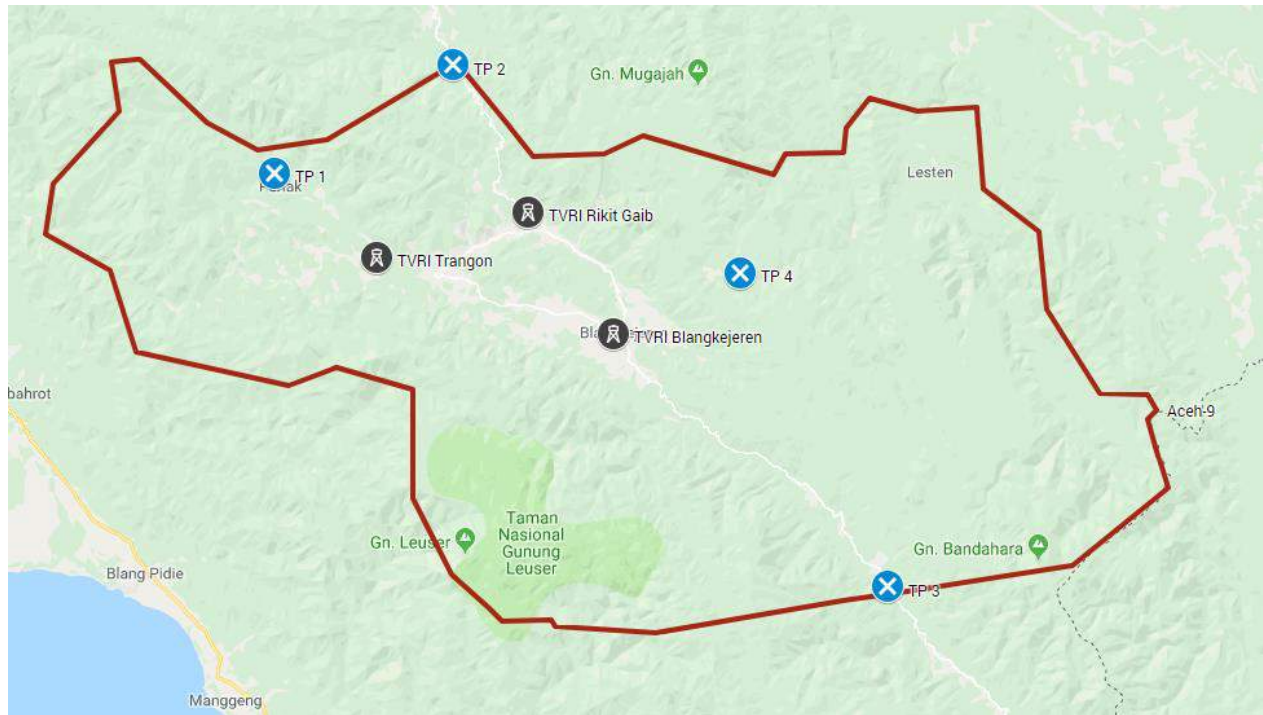 TP 2
Gn. Mugajah
Lesten
TP 1
TVRI Rikit Gaib
TVRI Trangon
TP 4
TVRI Blangkejeren
bahrot
Aceh-9
Taman
Nasional
Gunung
Leuser
Gn. Leuser
Gn. Bandahara
Blang Pidie
TP 3
Manggeng